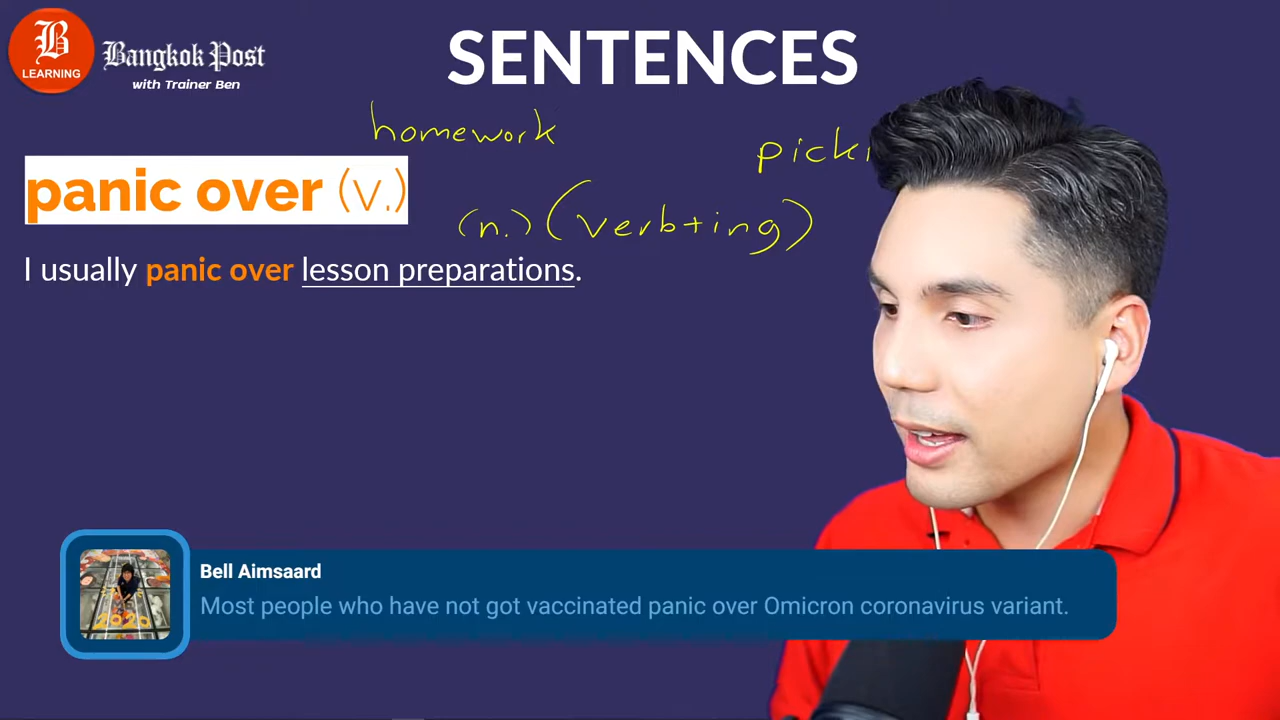 B
LEARNING
Bangkok Post
with Trainer Ben
SENTENCES
homework
panic over (v.)
(n.) (verb+ing)
I usually panic over lesson preparations.
Bell Aimsaard
Most people who have not got vaccinated panic over Omicron coronavirus variant.